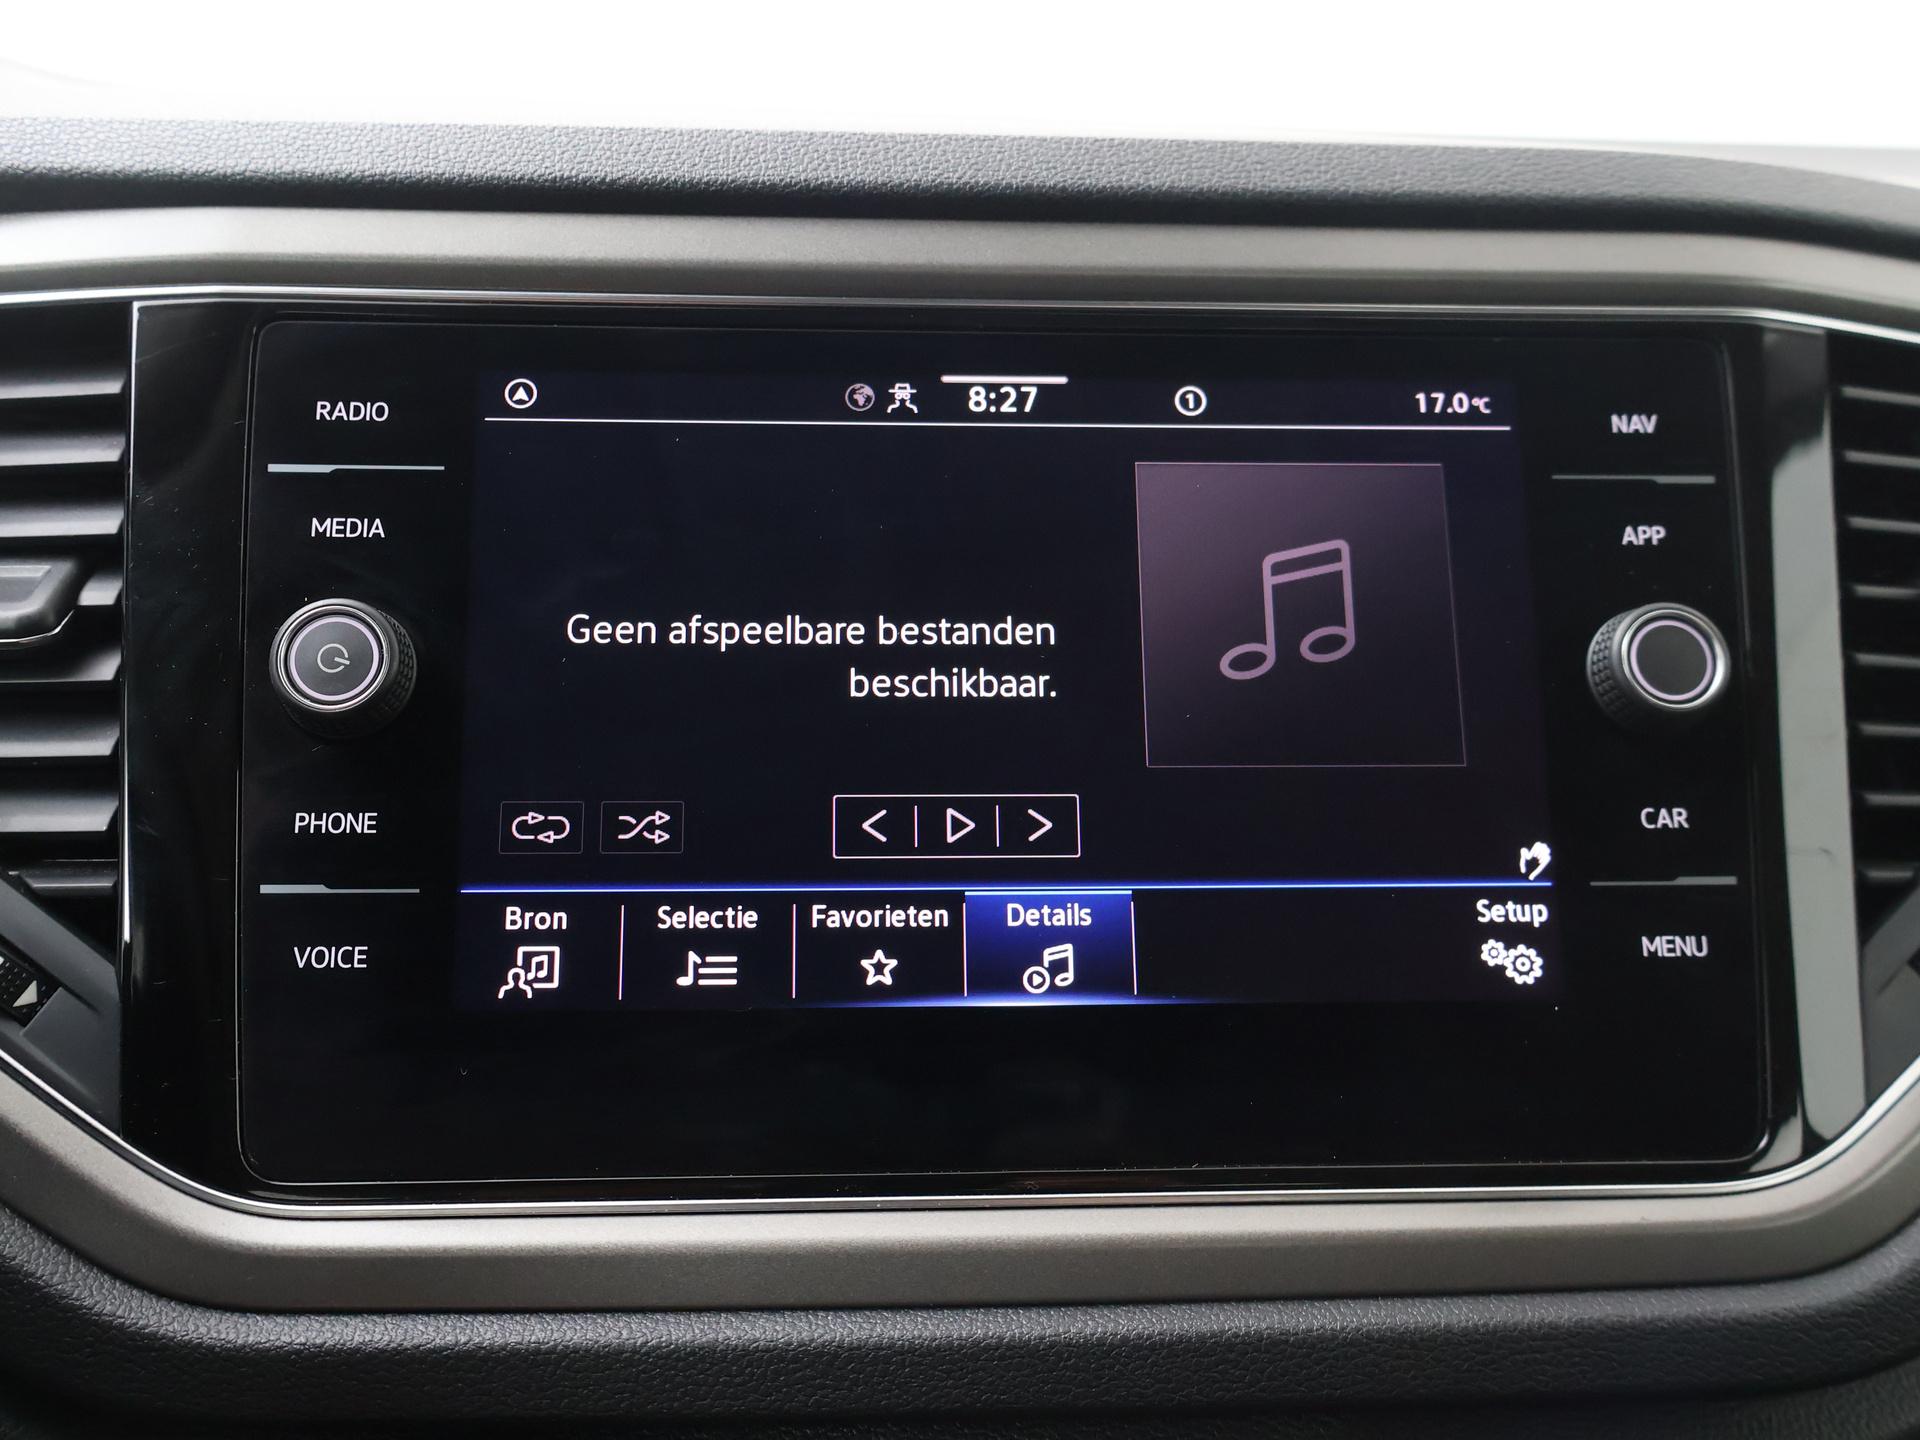 RADIO
MEDIA
PHONE
VOICE
8:27
1
17.0°C
Geen afspeelbare bestanden
beschikbaar.
Bron
Selectie
Favorieten
Details
Setup
NAV
APP
CAR
MENU